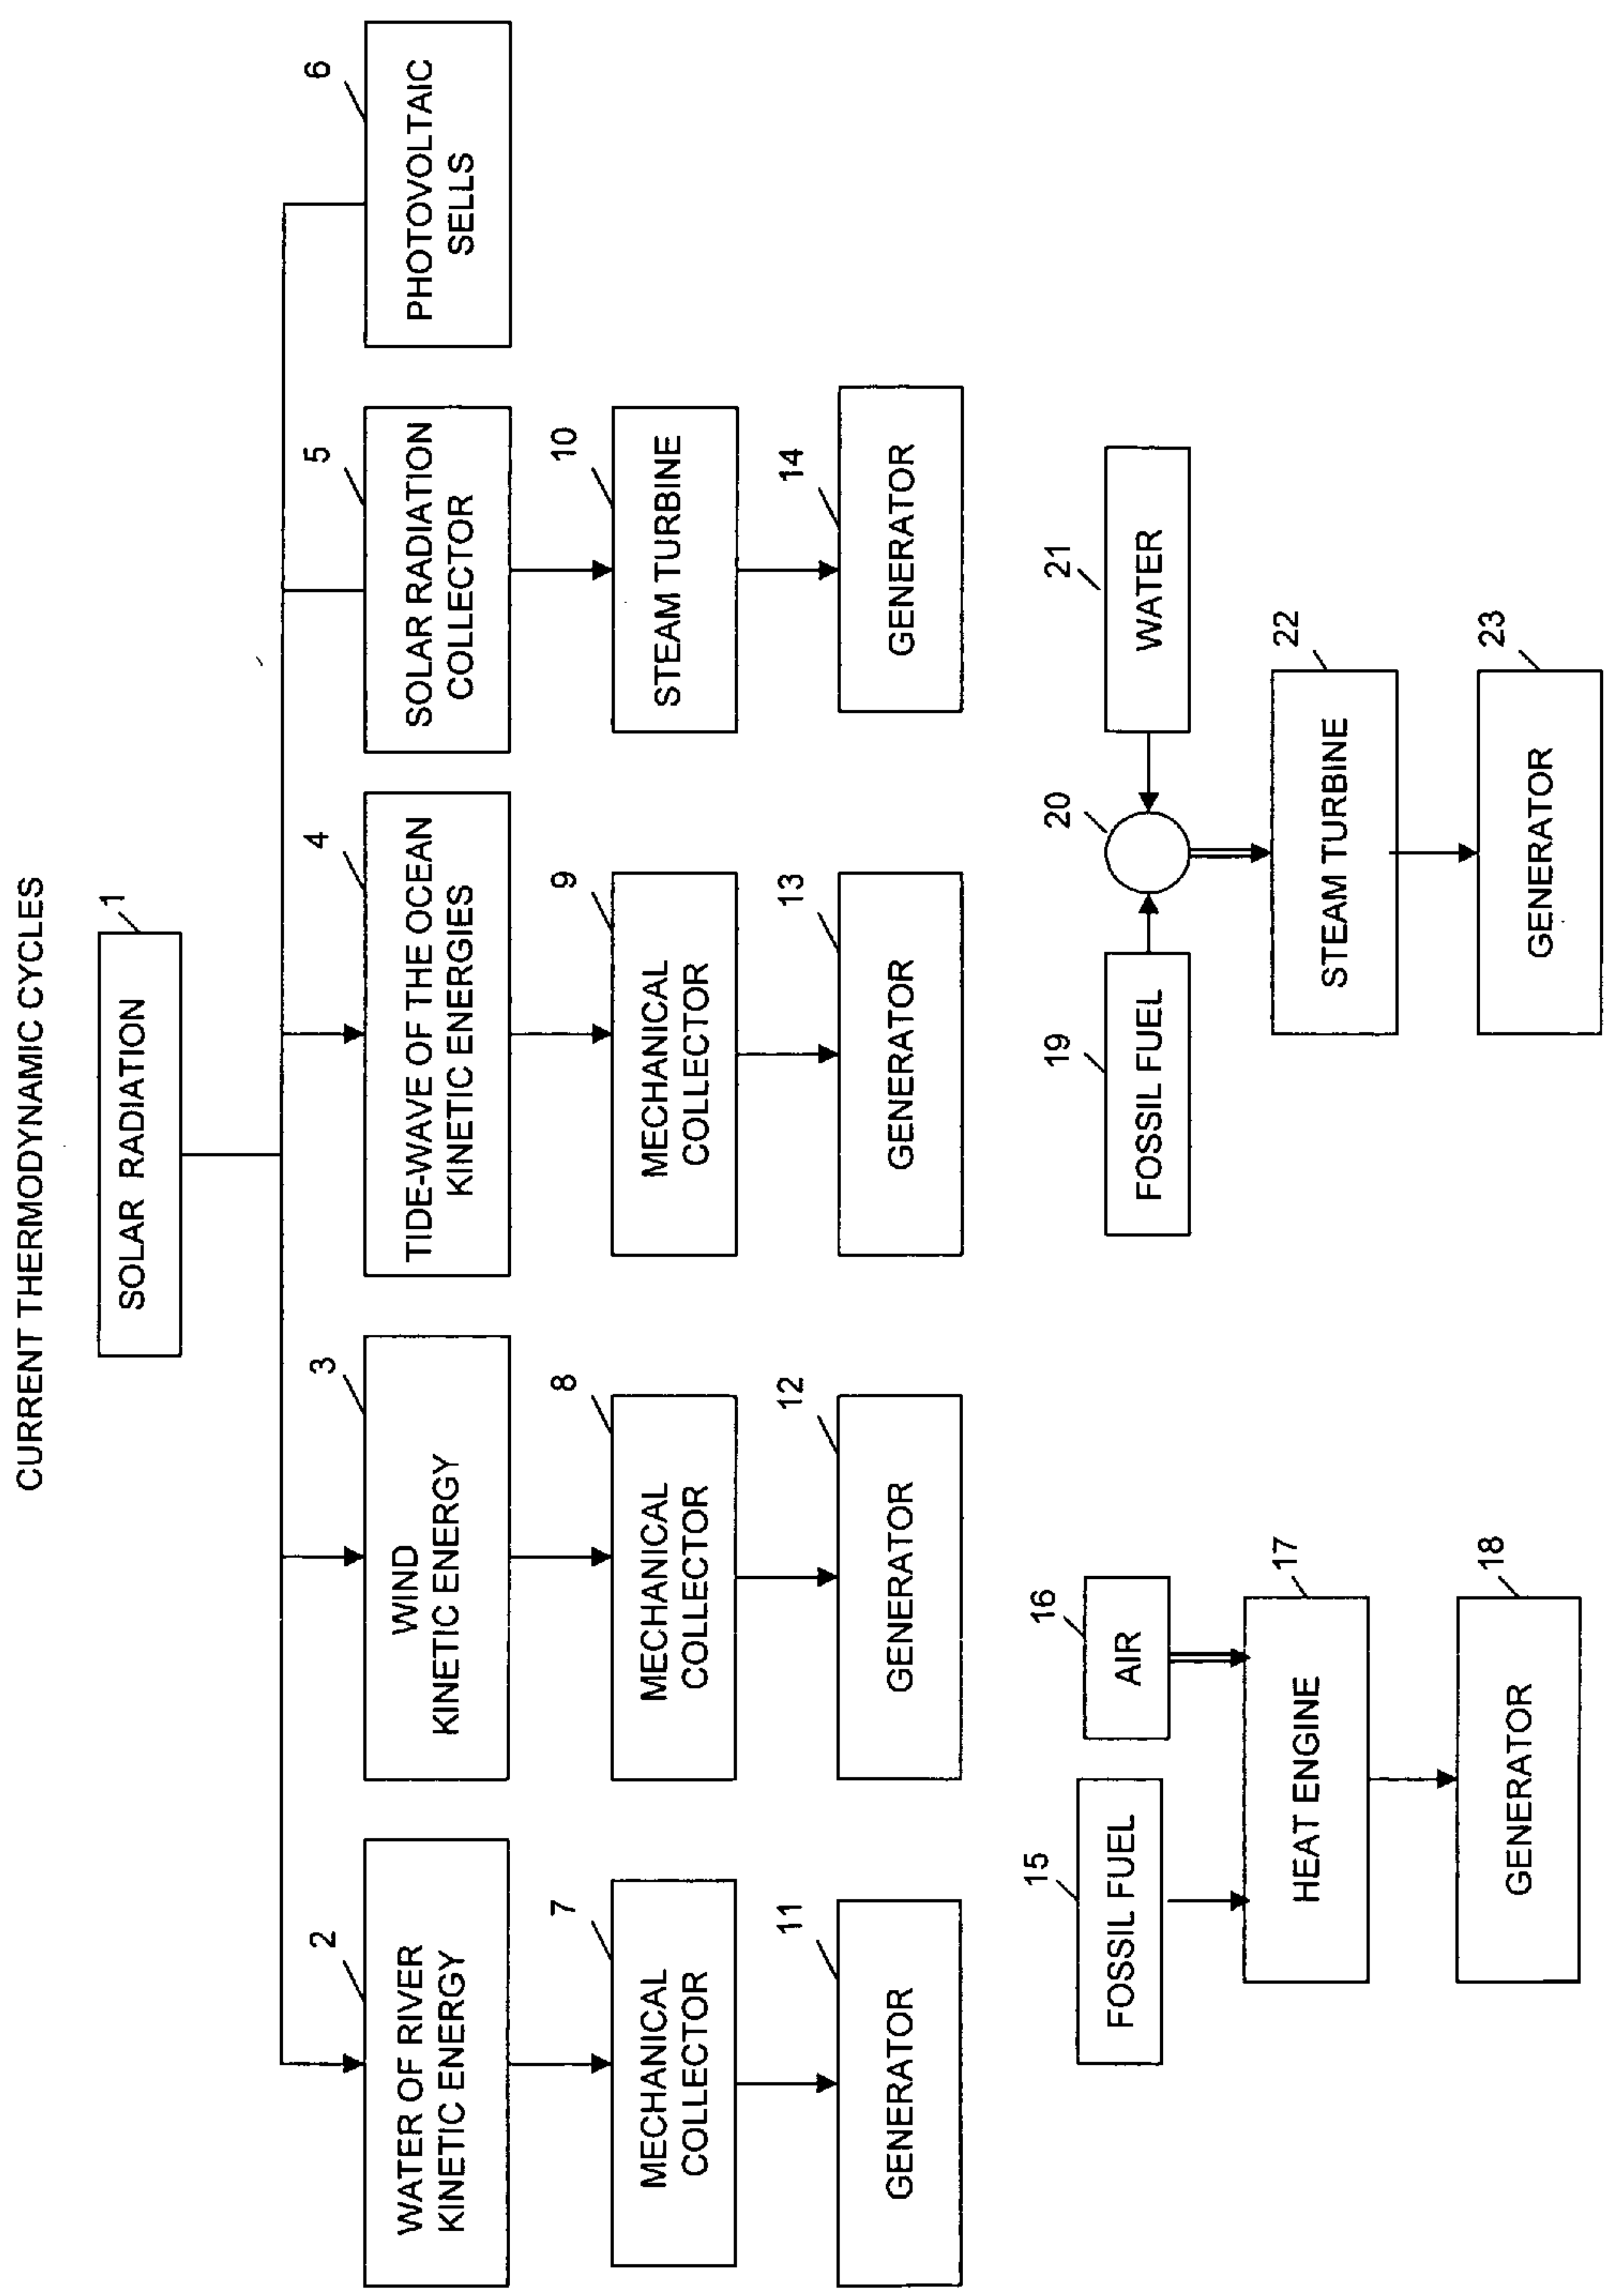 CURRENT THERMODYNAMIC CYCLES
1
SOLAR RADIATION
2
WATER OF RIVER
KINETIC ENERGY
3
WIND
KINETIC ENERGY
4
TIDE-WAVE OF THE OCEAN
KINETIC ENERGIES
5
SOLAR RADIATION
COLLECTOR
6
PHOTOVOLTAIC
SELLS
7
MECHANICAL
COLLECTOR
8
MECHANICAL
COLLECTOR
9
MECHANICAL
COLLECTOR
10
STEAM TURBINE
11
GENERATOR
12
GENERATOR
13
GENERATOR
14
GENERATOR
15
FOSSIL FUEL
16
AIR
17
HEAT ENGINE
18
GENERATOR
19
FOSSIL FUEL
20
21
WATER
22
STEAM TURBINE
23
GENERATOR